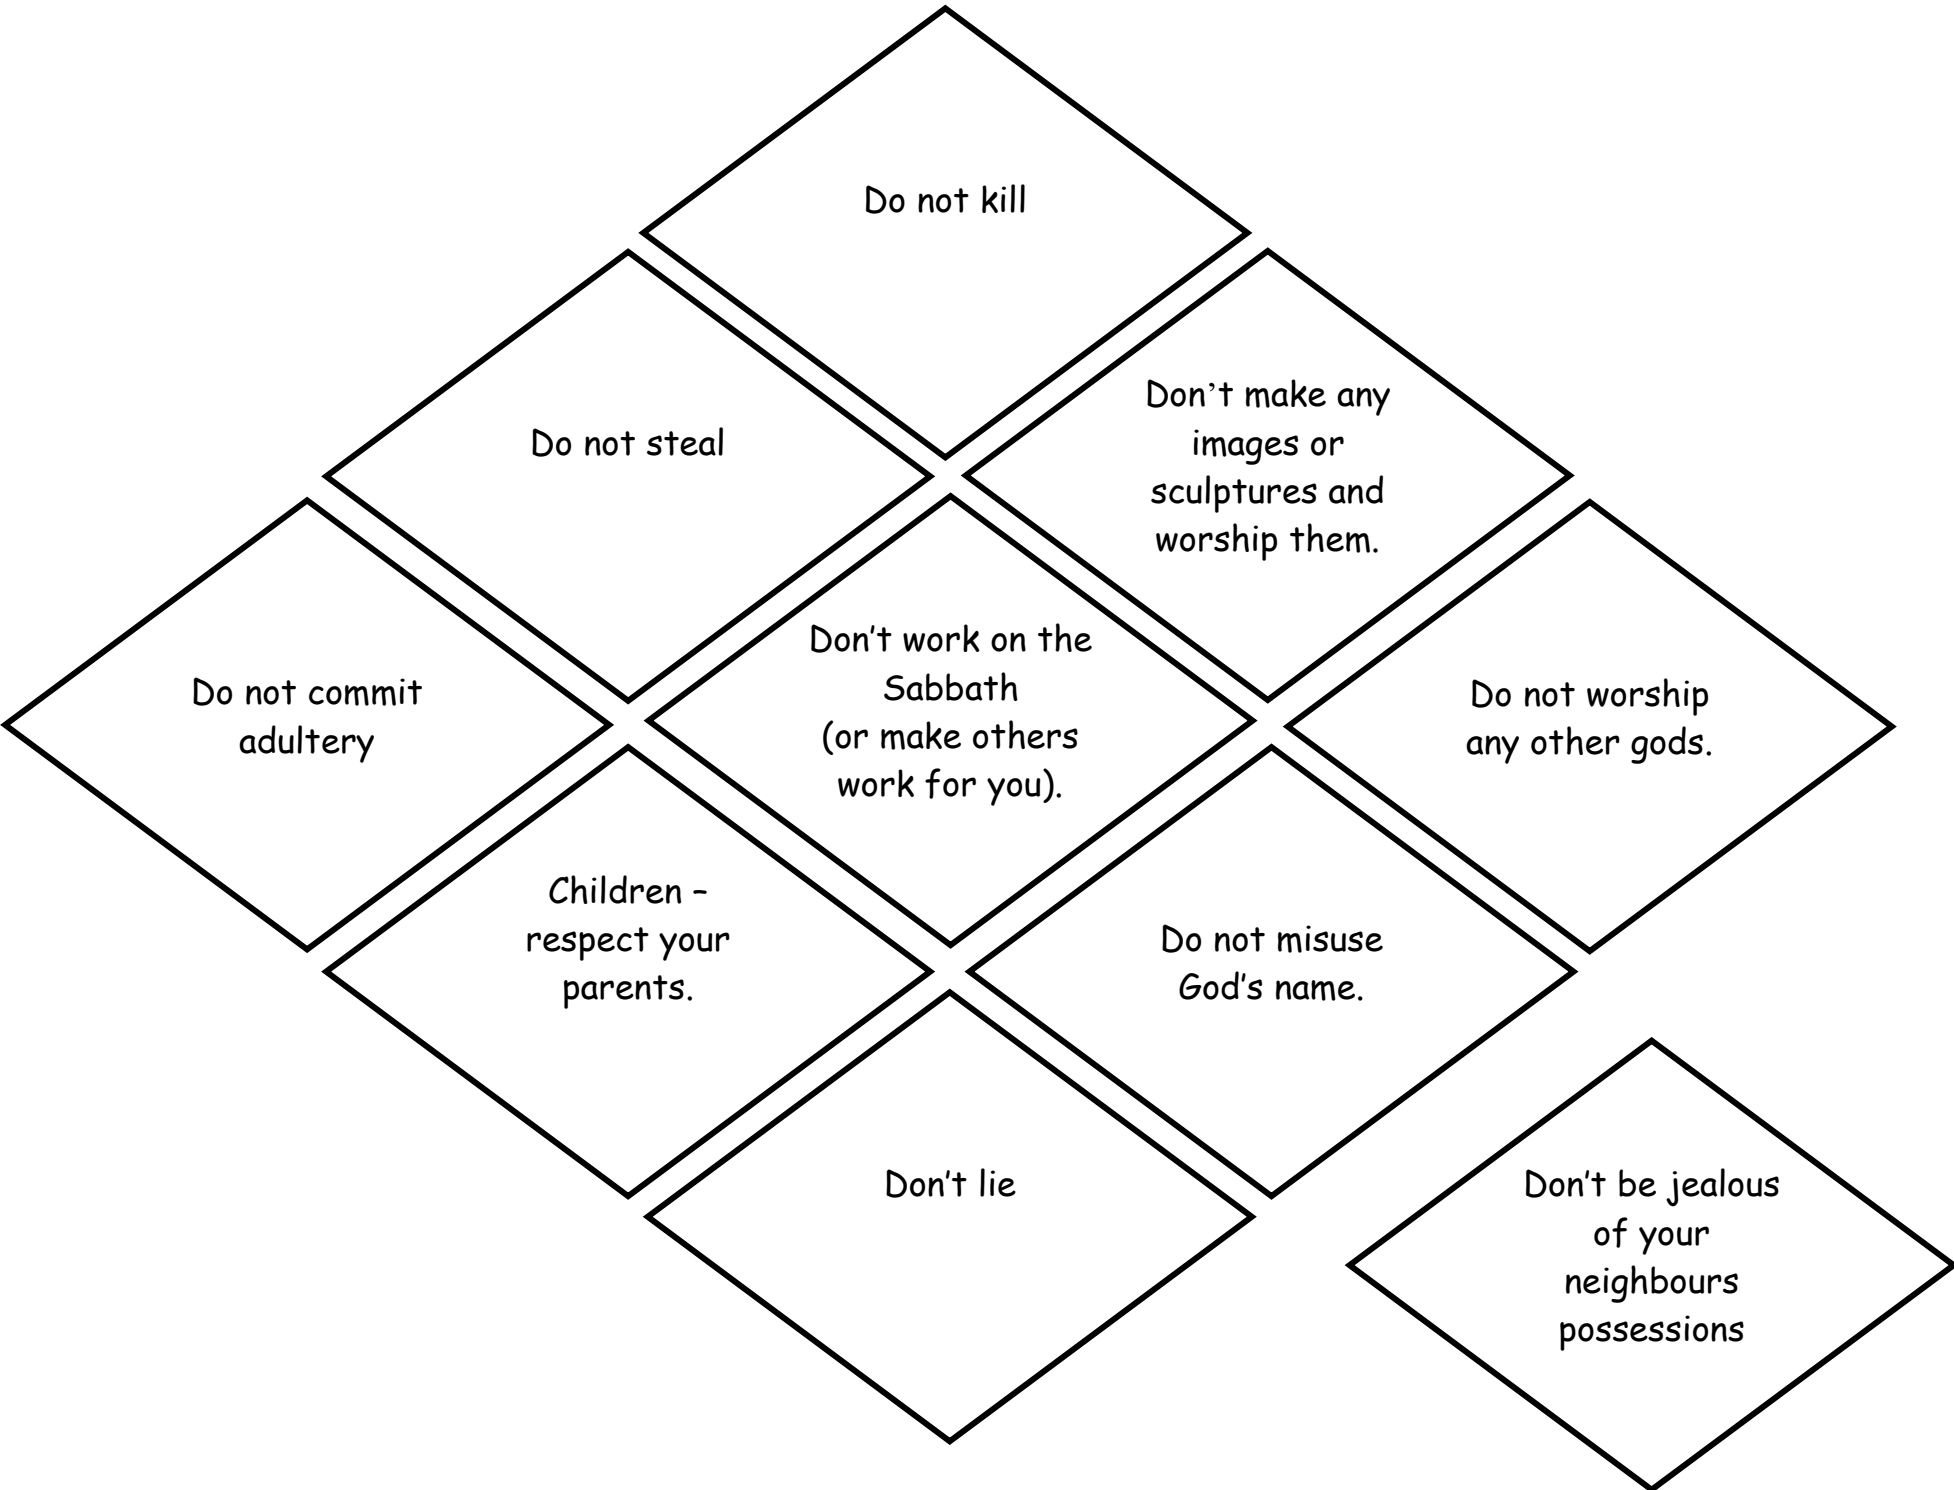 Do not kill
Do not steal
Don’t make any
images or
sculptures and
worship them.
Do not commit
adultery
Don't work on the
Sabbath
(or make others
work for you).
Do not worship
any other gods.
Children –
respect your
parents.
Do not misuse
God's name.
Don't lie
Don't be jealous
of your
neighbours
possessions